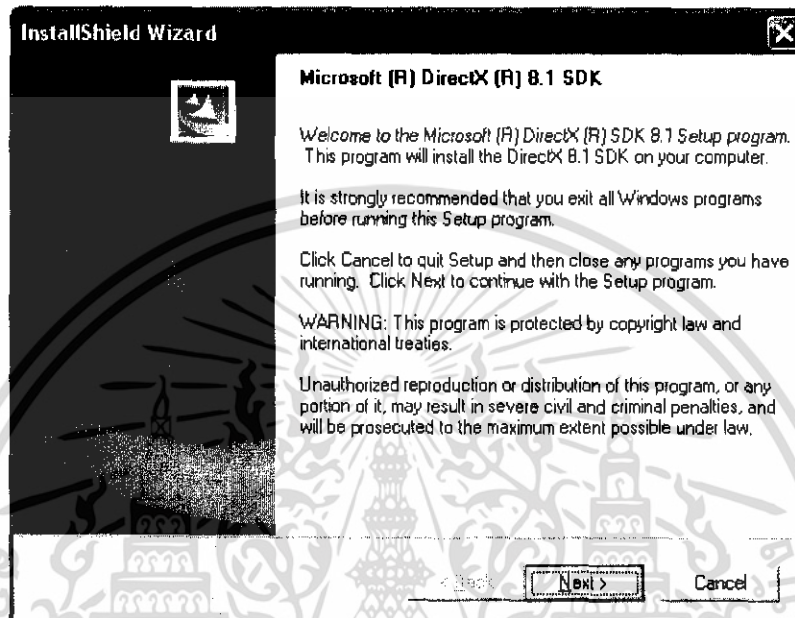 InstallShield Wizard
Microsoft (R) DirectX (R) 8.1 SDK
Welcome to the Microsoft (R) DirectX (R) SDK 8.1 Setup program.
This program will install the DirectX 8.1 SDK on your computer.
It is strongly recommended that you exit all Windows programs
before running this Setup program.
Click Cancel to quit Setup and then close any programs you have
running. Click Next to continue with the Setup program.
WARNING: This program is protected by copyright law and
international treaties.
Unauthorized reproduction or distribution of this program, or any
portion of it, may result in severe civil and criminal penalties, and
will be prosecuted to the maximum extent possible under law.
< Back Next > Cancel